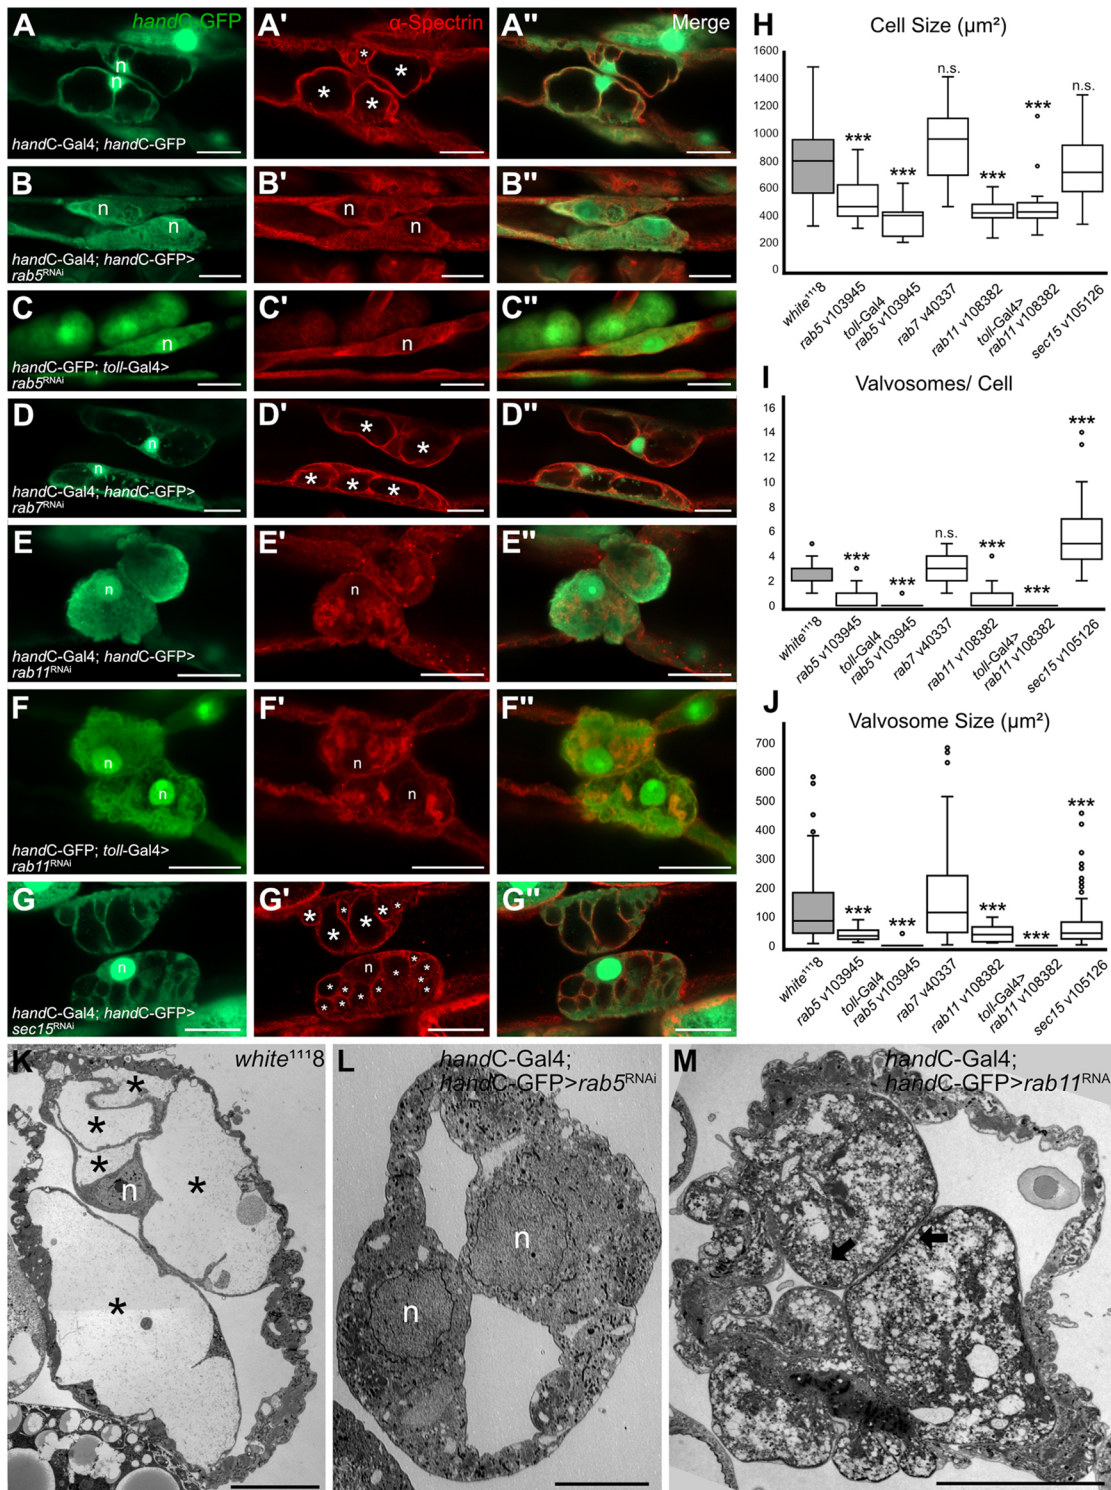 A handC-GFP A' α-Spectrin A" Merge
n
n
*
*
* *
handC-Gal4; handC-GFP
B B' B"
n n
n n
handC-Gal4; handC-GFP>
rab5RNAi
C C' C"
n n
handC-GFP; toll-Gal4>
rab5RNAi
D D' D"
n * *
n * * *
handC-Gal4; handC-GFP>
rab7RNAi
E E' E"
n n
handC-Gal4; handC-GFP>
rab11RNAi
F F' F"
n n
n n
handC-GFP; toll-Gal4>
rab11RNAi
G G' G"
* * * * *
n n
* * * * * * * * * *
handC-Gal4; handC-GFP>
sec15RNAi
H Cell Size (µm²)
1600
1400
1200
1000
800
600
400
200
0
*** *** n.s. *** *** n.s.
white¹¹¹8
rab5 v103945
toll-Gal4
rab5 v103945
rab7 v40337
rab11 v108382
toll-Gal4>
rab11 v108382
sec15 v105126
I Valvosomes/ Cell
16
14
12
10
8
6
4
2
0
*** *** n.s. *** *** ***
white¹¹¹8
rab5 v103945
toll-Gal4
rab5 v103945
rab7 v40337
rab11 v108382
toll-Gal4>
rab11 v108382
sec15 v105126
J Valvosome Size (µm²)
700
600
500
400
300
200
100
0
*** *** *** *** ***
white¹¹¹8
rab5 v103945
toll-Gal4
rab5 v103945
rab7 v40337
rab11 v108382
toll-Gal4>
rab11 v108382
sec15 v105126
K white¹¹¹8
*
*
* *
n
*
L handC-Gal4;
handC-GFP>rab5RNAi
n
n
M handC-Gal4;
handC-GFP>rab11RNA